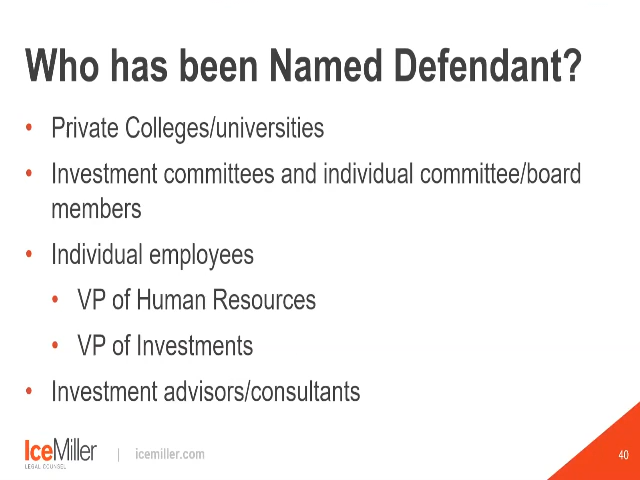 Who has been Named Defendant?
• Private Colleges/universities
• Investment committees and individual committee/board
members
• Individual employees
• VP of Human Resources
• VP of Investments
• Investment advisors/consultants
IceMiller
LEGAL COUNSEL
| icemiller.com
40